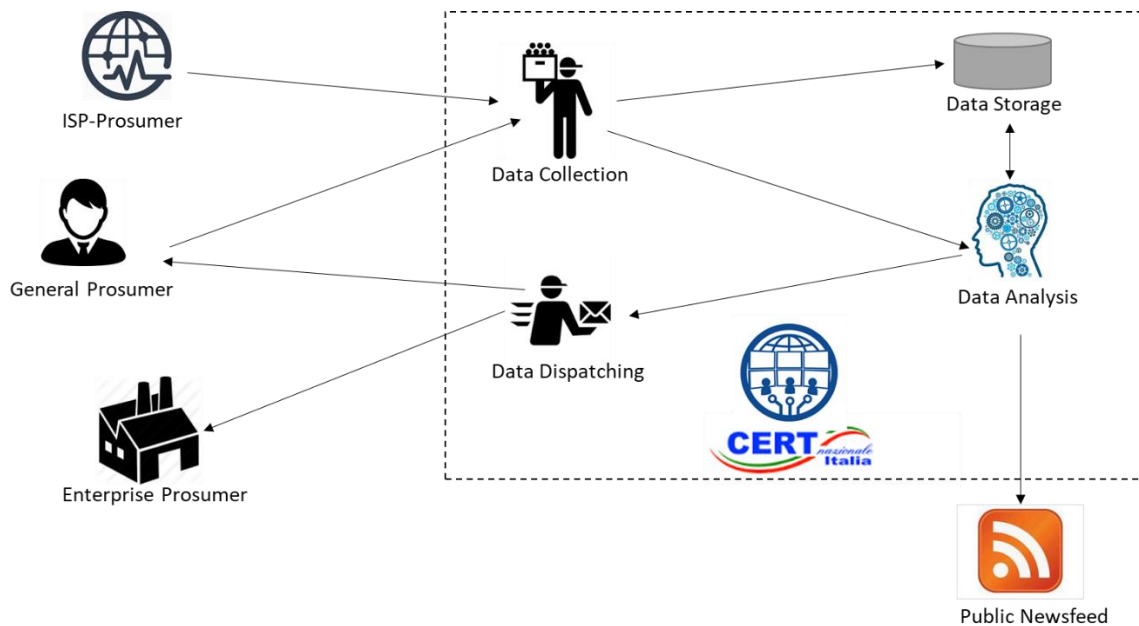 ISP-Prosumer
Data Storage
Data Collection
General Prosumer
Data Analysis
Data Dispatching
CERT
nazionale
Italia
Enterprise Prosumer
Public Newsfeed